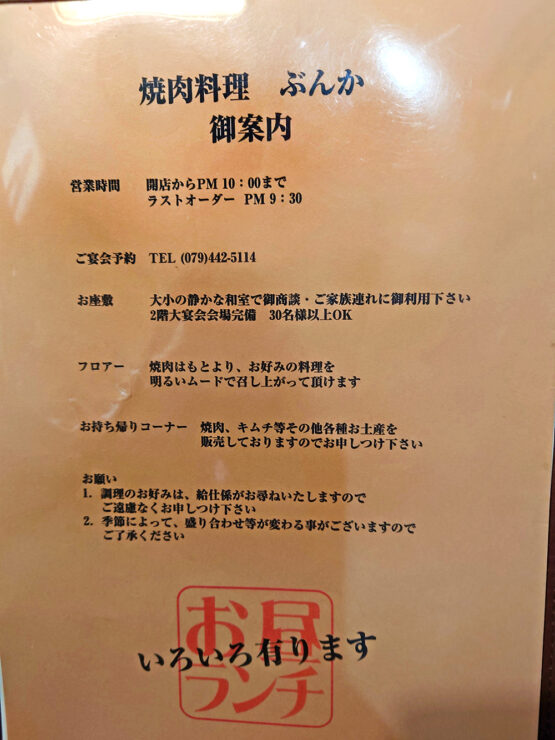 焼肉料理 ぶんか
御案内
営業時間 開店からPM 10:00まで
ラストオーダー PM 9:30
ご宴会予約 TEL (079)442-5114
お座敷 大小の静かな和室で御商談・ご家族連れに御利用下さい
2階大宴会会場完備 30名様以上OK
フロアー 焼肉はもとより、お好みの料理を
明るいムードで召し上がって頂けます
お持ち帰りコーナー 焼肉、キムチ等その他各種お土産を
販売しておりますのでお申しつけ下さい
お願い
1. 調理のお好みは、給仕係がお尋ねいたしますので
ご遠慮なくお申しつけ下さい
2. 季節によって、盛り合わせ等が変わる事がございますので
ご了承ください
お昼
いろいろ有ります
ランチ